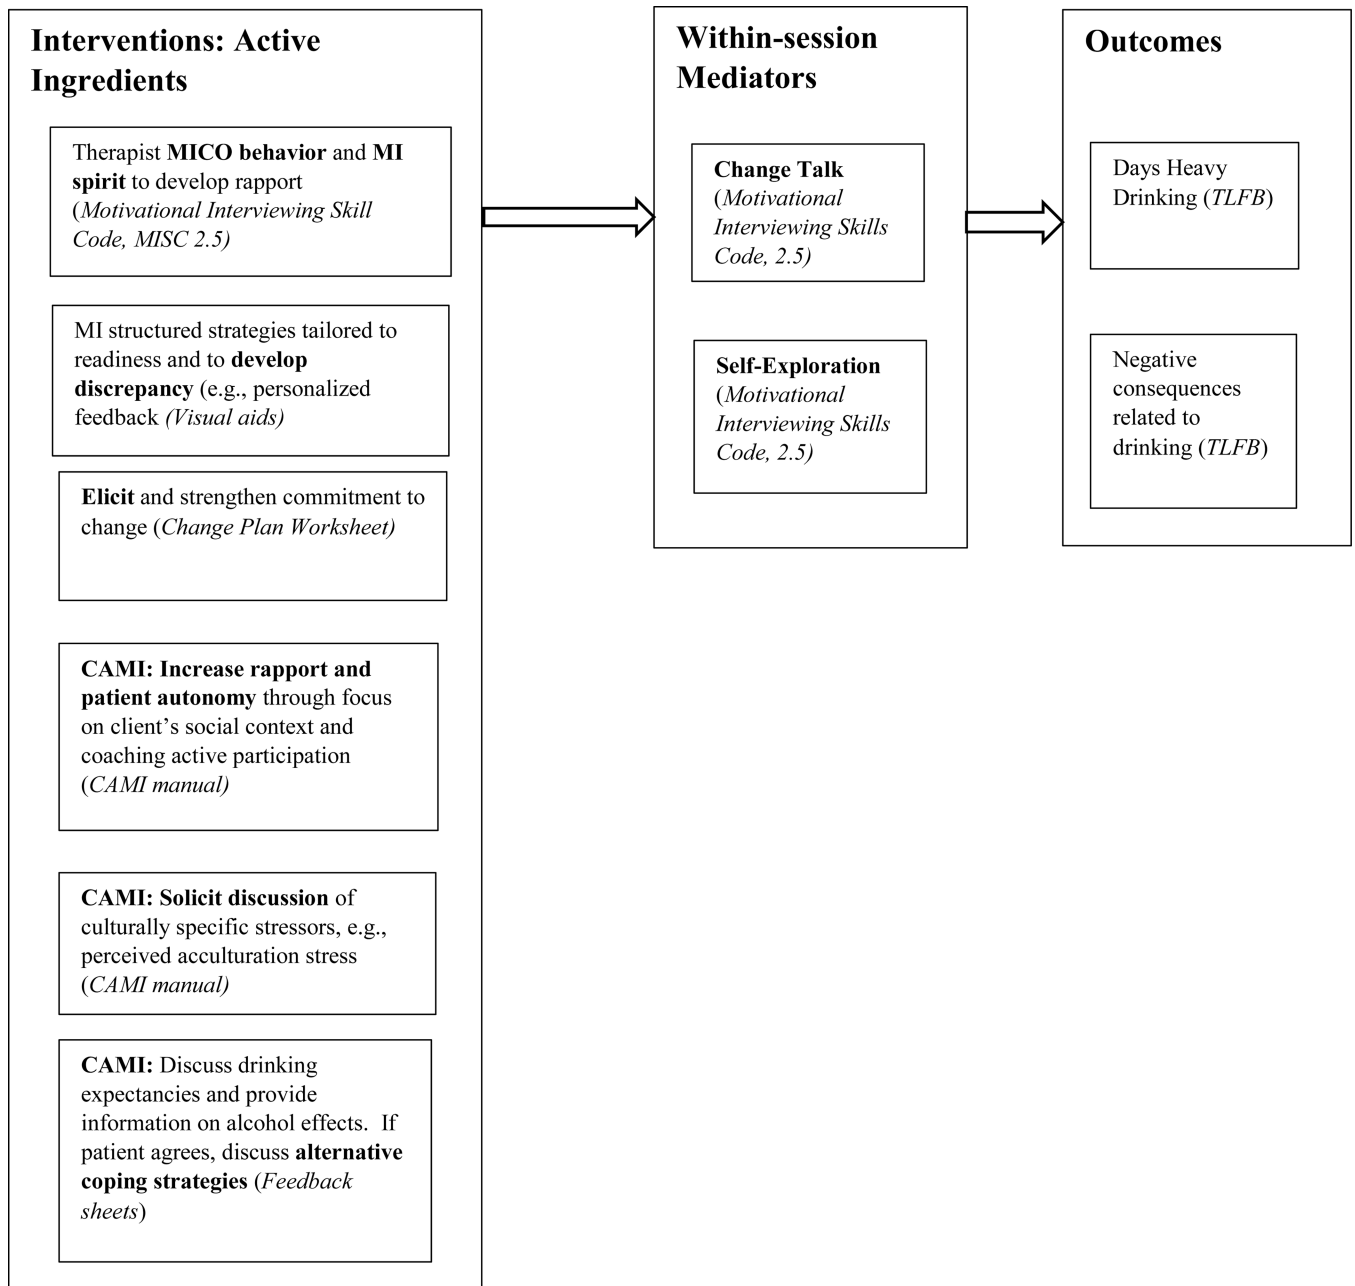 Interventions: Active
Ingredients
Therapist MICO behavior and MI
spirit to develop rapport
(Motivational Interviewing Skill
Code, MISC 2.5)
MI structured strategies tailored to
readiness and to develop
discrepancy (e.g., personalized
feedback (Visual aids)
Elicit and strengthen commitment to
change (Change Plan Worksheet)
CAMI: Increase rapport and
patient autonomy through focus
on client’s social context and
coaching active participation
(CAMI manual)
CAMI: Solicit discussion of
culturally specific stressors, e.g.,
perceived acculturation stress
(CAMI manual)
CAMI: Discuss drinking
expectancies and provide
information on alcohol effects.  If
patient agrees, discuss alternative
coping strategies (Feedback
sheets)
Within-session
Mediators
Change Talk
(Motivational
Interviewing Skills
Code, 2.5)
Self-Exploration
(Motivational
Interviewing Skills
Code, 2.5)
Outcomes
Days Heavy
Drinking (TLFB)
Negative
consequences
related to
drinking (TLFB)